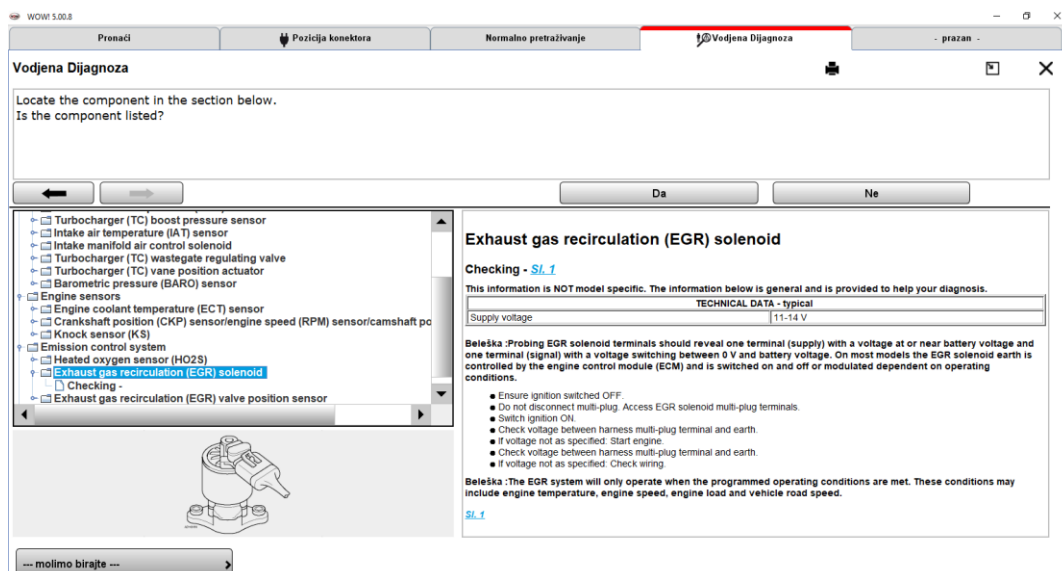 WOW! 5.00.8
Pronaći
Pozicija konektora
Normalno pretraživanje
Vodjena Dijagnoza
- prazan -
Vodjena Dijagnoza
Locate the component in the section below.
Is the component listed?
Da
Ne
Turbocharger (TC) boost pressure sensor
Intake air temperature (IAT) sensor
Intake manifold air control solenoid
Turbocharger (TC) wastegate regulating valve
Turbocharger (TC) vane position actuator
Barometric pressure (BARO) sensor
Engine sensors
Engine coolant temperature (ECT) sensor
Crankshaft position (CKP) sensor/engine speed (RPM) sensor/camshaft po
Knock sensor (KS)
Emission control system
Heated oxygen sensor (HO2S)
Exhaust gas recirculation (EGR) solenoid
Checking -
Exhaust gas recirculation (EGR) valve position sensor
Exhaust gas recirculation (EGR) solenoid
Checking - Sl. 1
This information is NOT model specific. The information below is general and is provided to help your diagnosis.
TECHNICAL DATA - typical
Supply voltage 11-14 V
Beleška :Probing EGR solenoid terminals should reveal one terminal (supply) with a voltage at or near battery voltage and
one terminal (signal) with a voltage switching between 0 V and battery voltage. On most models the EGR solenoid earth is
controlled by the engine control module (ECM) and is switched on and off or modulated dependent on operating
conditions.
Ensure ignition switched OFF.
Do not disconnect multi-plug. Access EGR solenoid multi-plug terminals.
Switch ignition ON.
Check voltage between harness multi-plug terminal and earth.
If voltage not as specified: Start engine.
Check voltage between harness multi-plug terminal and earth.
If voltage not as specified: Check wiring.
Beleška :The EGR system will only operate when the programmed operating conditions are met. These conditions may
include engine temperature, engine speed, engine load and vehicle road speed.
Sl. 1
--- molimo birajte ---